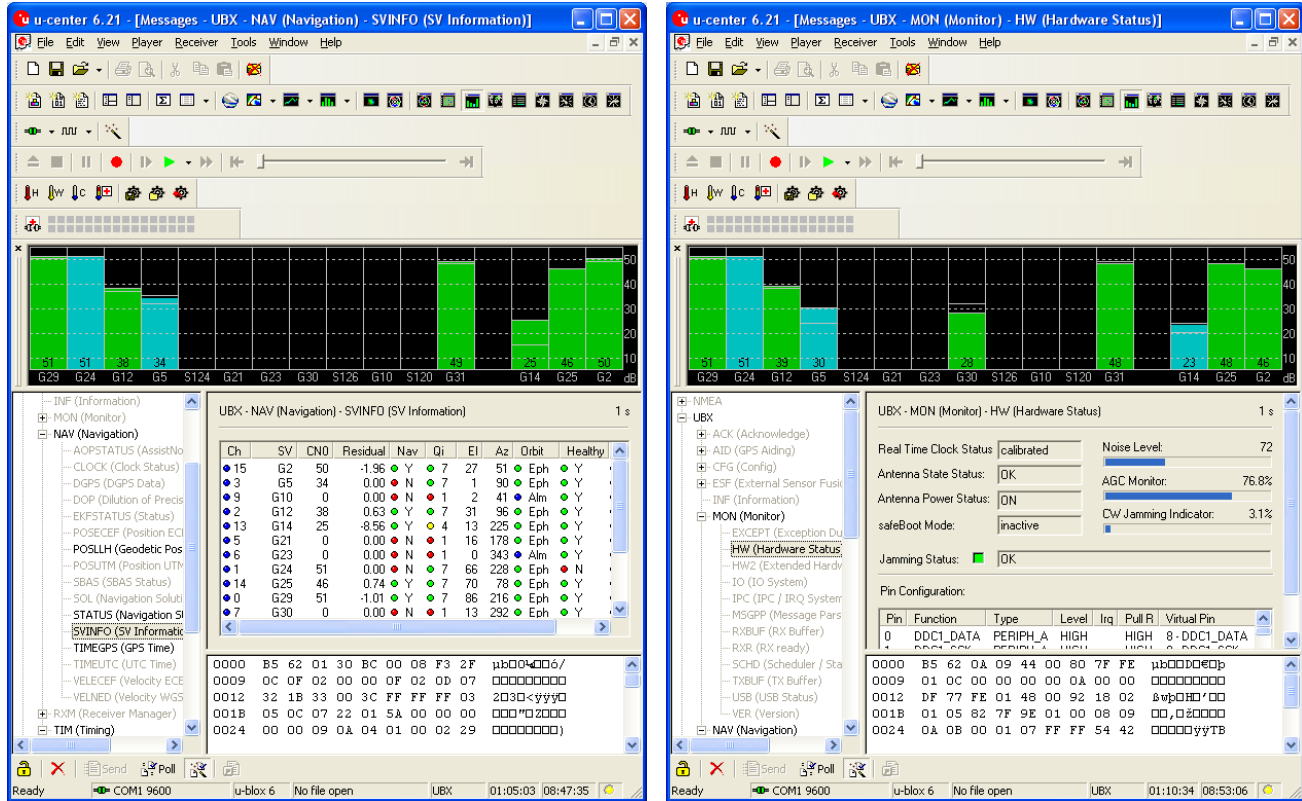 u-center 6.21 - [Messages - UBX - NAV (Navigation) - SVINFO (SV Information)]
File Edit View Player Receiver Tools Window Help
H W C
50
40
30
20
10
51 51 38 34 49 25 46 50
G29 G24 G12 G5 S124 G21 G23 G30 S126 G10 S120 G31 G14 G25 G2 dB
INF (Information)
MON (Monitor)
NAV (Navigation)
AOPSTATUS (AssistNo
CLOCK (Clock Status)
DGPS (DGPS Data)
DOP (Dilution of Precis
EKFSTATUS (Status)
POSECEF (Position ECI
POSLLH (Geodetic Pos
POSUTM (Position UTM
SBAS (SBAS Status)
SOL (Navigation Soluti
STATUS (Navigation S
SVINFO (SV Informatic
TIMEGPS (GPS Time)
TIMEUTC (UTC Time)
VELECEF (Velocity ECE
VELNED (Velocity WGS
RXM (Receiver Manager)
TIM (Timing)
UBX - NAV (Navigation) - SVINFO (SV Information) 1 s
Ch SV CN0 Residual Nav Qi El Az Orbit Healthy
15 G2 50 -1.96 Y 7 27 51 Eph Y
3 G5 34 0.00 N 7 1 90 Eph Y
9 G10 0 0.00 N 1 2 41 Alm Y
2 G12 38 0.63 Y 7 31 96 Eph Y
13 G14 25 -8.56 Y 4 13 225 Eph Y
5 G21 0 0.00 N 1 16 178 Eph Y
6 G23 0 0.00 N 1 0 343 Alm Y
1 G24 51 0.00 N 7 66 228 Eph N
14 G25 46 0.74 Y 7 70 78 Eph Y
0 G29 51 -1.01 Y 7 86 216 Eph Y
7 G30 0 0.00 N 1 13 292 Eph Y
0000 B5 62 01 30 BC 00 08 F3 2F
0009 0C 0F 02 00 00 0F 02 0D 07
0012 32 1B 33 00 3C FF FF FF 03
001B 05 0C 07 22 01 5A 00 00 00
0024 00 00 09 0A 04 01 00 02 29
Send Poll
Ready COM1 9600 u-blox 6 No file open UBX 01:05:03 08:47:35
u-center 6.21 - [Messages - UBX - MON (Monitor) - HW (Hardware Status)]
File Edit View Player Receiver Tools Window Help
H W C
50
40
30
20
10
51 51 39 30 28 48 23 48 46
G29 G24 G12 G5 S124 G21 G23 G30 S126 G10 S120 G31 G14 G25 G2 dB
NMEA
UBX
ACK (Acknowledge)
AID (GPS Aiding)
CFG (Config)
ESF (External Sensor Fusio
INF (Information)
MON (Monitor)
EXCEPT (Exception Du
HW (Hardware Status
HW2 (Extended Hardw
IO (IO System)
IPC (IPC / IRQ System
MSGPP (Message Pars
RXBUF (RX Buffer)
RXR (RX ready)
SCHD (Scheduler / Sta
TXBUF (TX Buffer)
USB (USB Status)
VER (Version)
NAV (Navigation)
UBX - MON (Monitor) - HW (Hardware Status) 1 s
Real Time Clock Status calibrated Noise Level: 72
Antenna State Status: OK AGC Monitor: 76.8%
Antenna Power Status: ON CW Jamming Indicator: 3.1%
safeBoot Mode: inactive
Jamming Status: OK
Pin Configuration:
Pin Function Type Level Irq Pull R Virtual Pin
0 DDC1_DATA PERIPH_A HIGH HIGH 8 - DDC1_DATA
0000 B5 62 0A 09 44 00 80 7F FE
0009 01 0C 00 00 00 00 0A 00 00
0012 DF 77 FE 01 48 00 92 18 02
001B 01 05 82 7F 9E 01 00 08 09
0024 0A 0B 00 01 07 FF FF 54 42
Send Poll
Ready COM1 9600 u-blox 6 No file open UBX 01:10:34 08:53:06